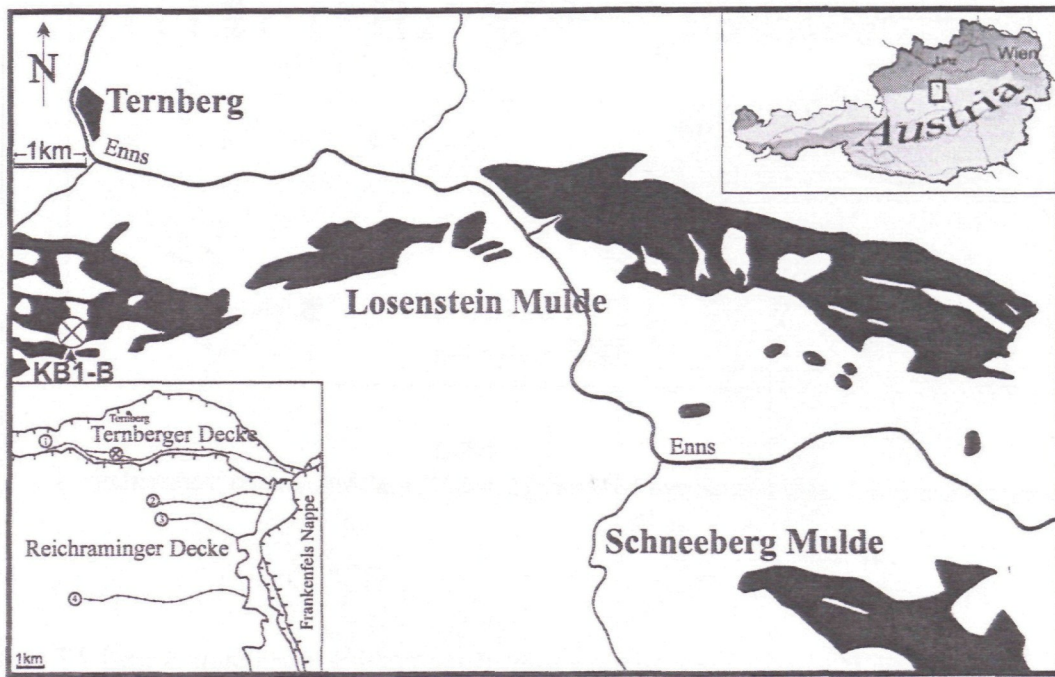 N
Ternberg
1km
Enns
Linz
Wien
Austria
Losenstein Mulde
KB1-B
Enns
Schneeberg Mulde
Ternberg
1
Ternberger Decke
2
3
Reichraminger Decke
4
Frankenfels Nappe
1km